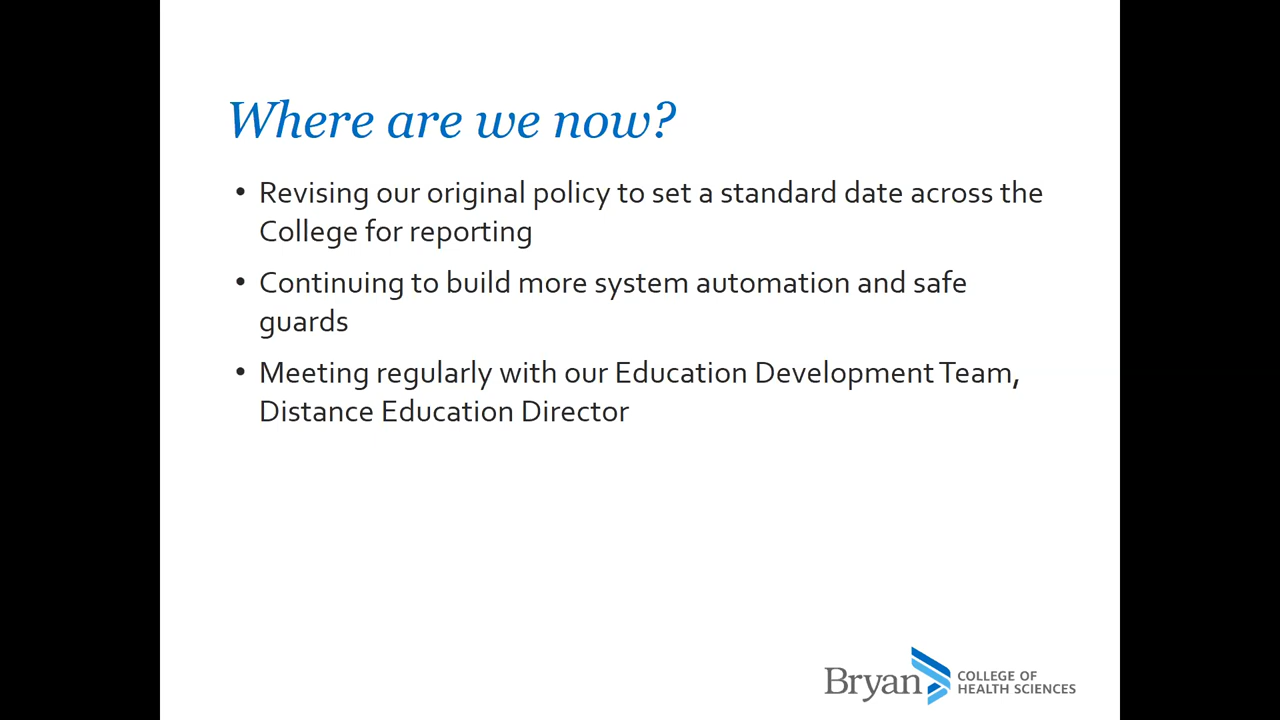 Where are we now?
• Revising our original policy to set a standard date across the
College for reporting
• Continuing to build more system automation and safe
guards
• Meeting regularly with our Education Development Team,
Distance Education Director
Bryan COLLEGE OF
HEALTH SCIENCES